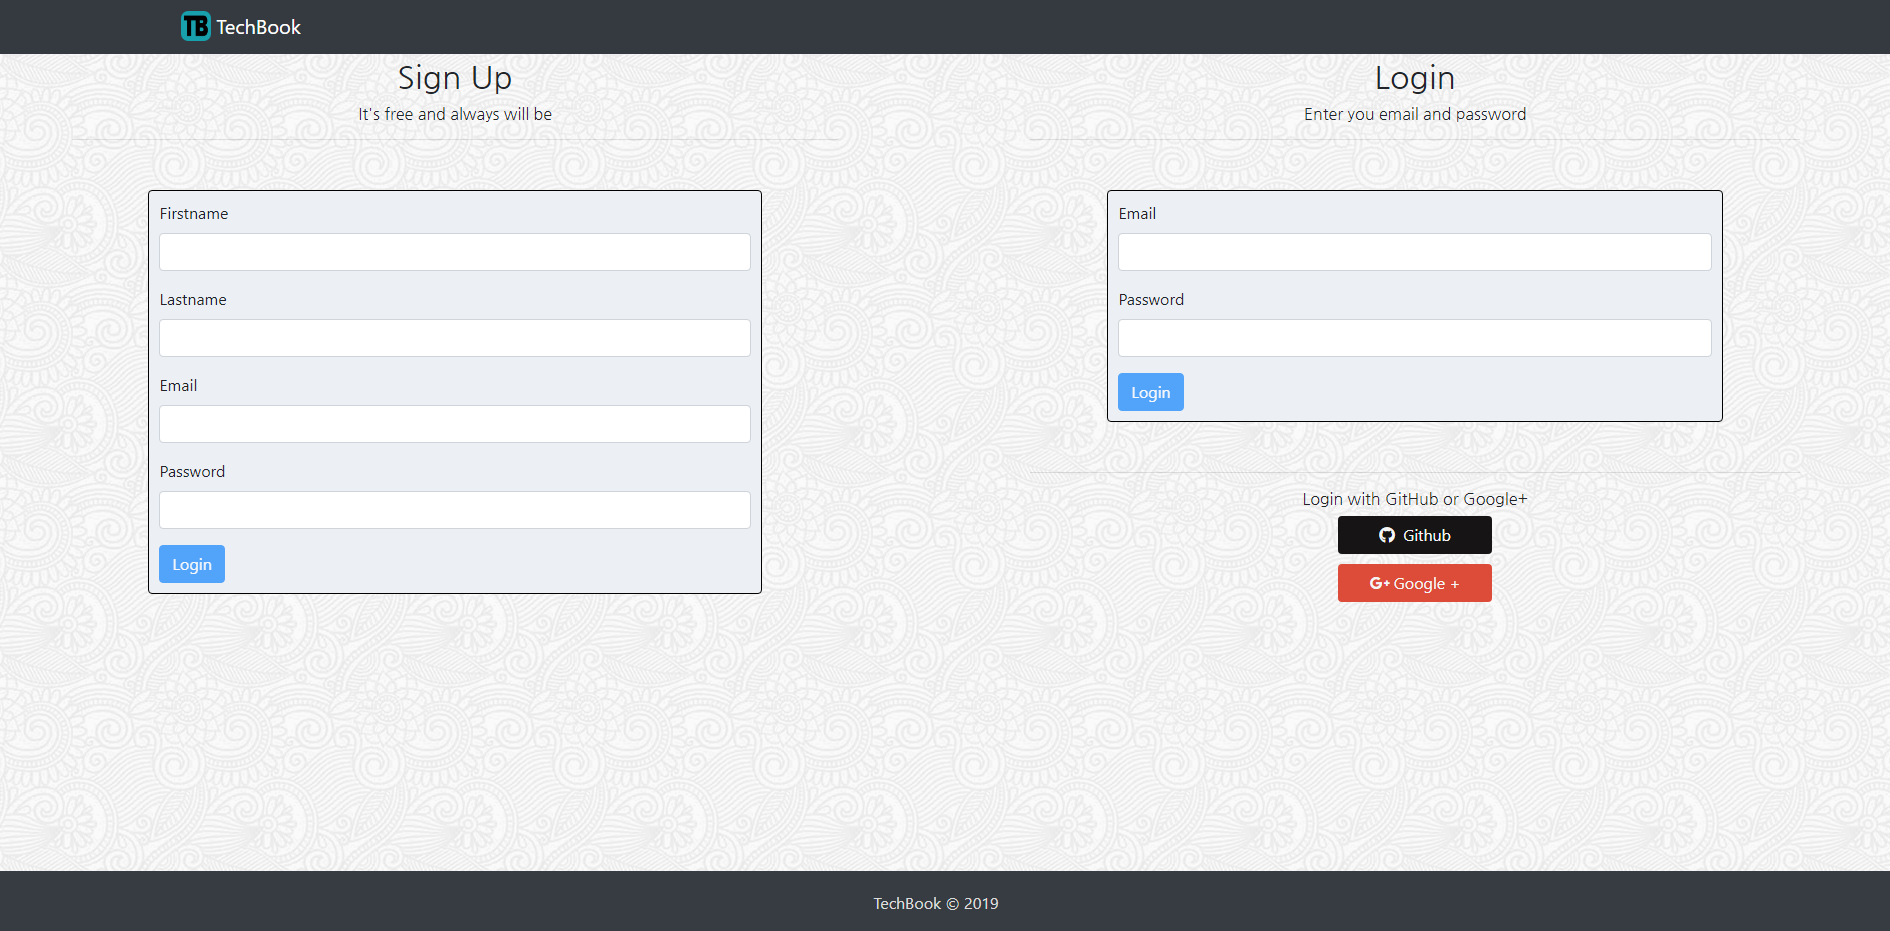 TB TechBook
Sign Up
It's free and always will be
Firstname
Lastname
Email
Password
Login
Login
Enter you email and password
Email
Password
Login
Login with GitHub or Google+
Github
G+ Google +
TechBook © 2019